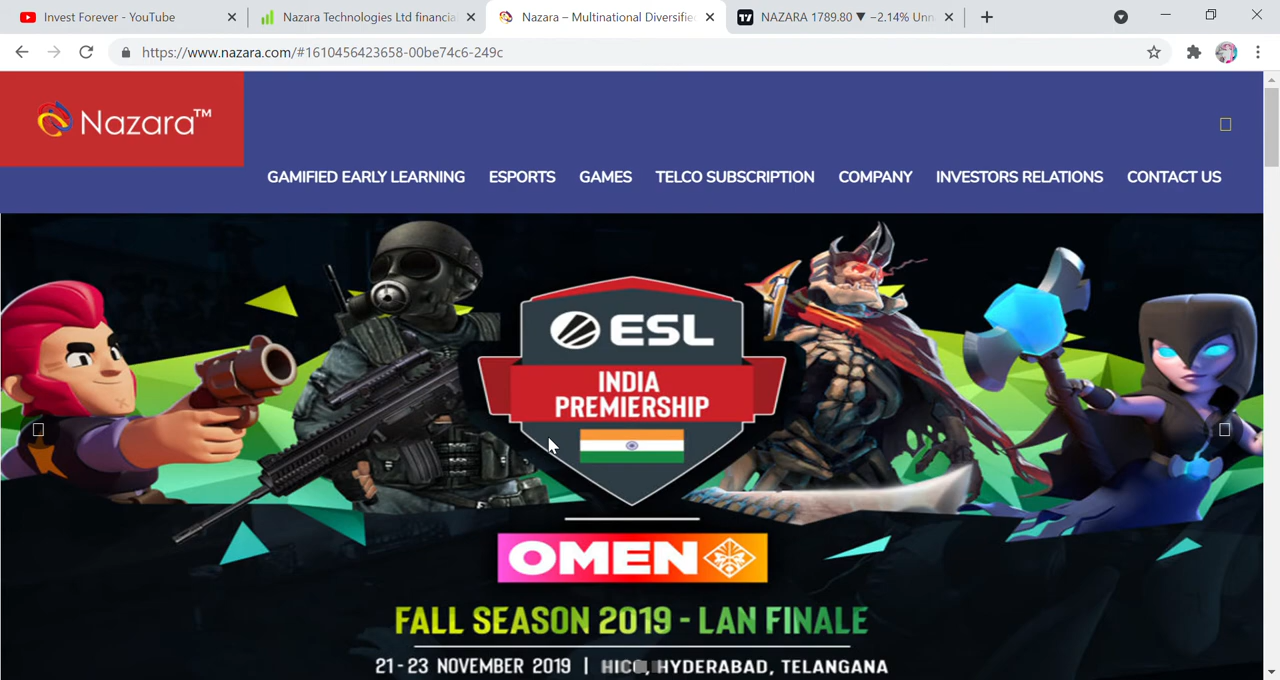 Invest Forever - YouTube
Nazara Technologies Ltd financia
Nazara – Multinational Diversifie
NAZARA 1789.80 ▼ −2.14% Unn
https://www.nazara.com/#1610456423658-00be74c6-249c
Nazara™
GAMIFIED EARLY LEARNING
ESPORTS
GAMES
TELCO SUBSCRIPTION
COMPANY
INVESTORS RELATIONS
CONTACT US
ESL
INDIA
PREMIERSHIP
OMEN
FALL SEASON 2019 - LAN FINALE
21 - 23 NOVEMBER 2019 | HICC, HYDERABAD, TELANGANA